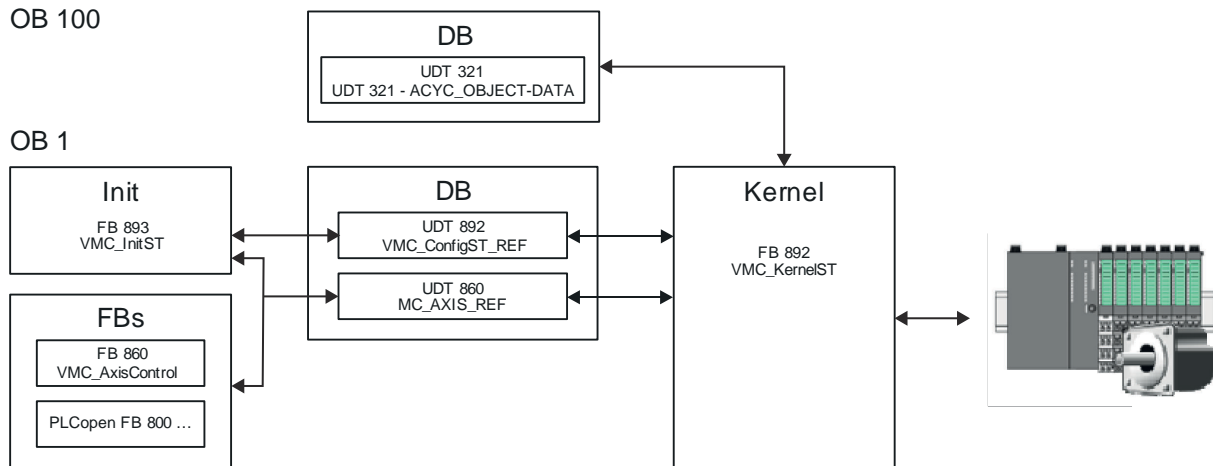 OB 100
DB
UDT 321
UDT 321 - ACYC_OBJECT-DATA
OB 1
Init
FB 893
VMC_InitST
DB
UDT 892
VMC_ConfigST_REF
UDT 860
MC_AXIS_REF
Kernel
FB 892
VMC_KernelST
FBs
FB 860
VMC_AxisControl
PLCopen FB 800 ...